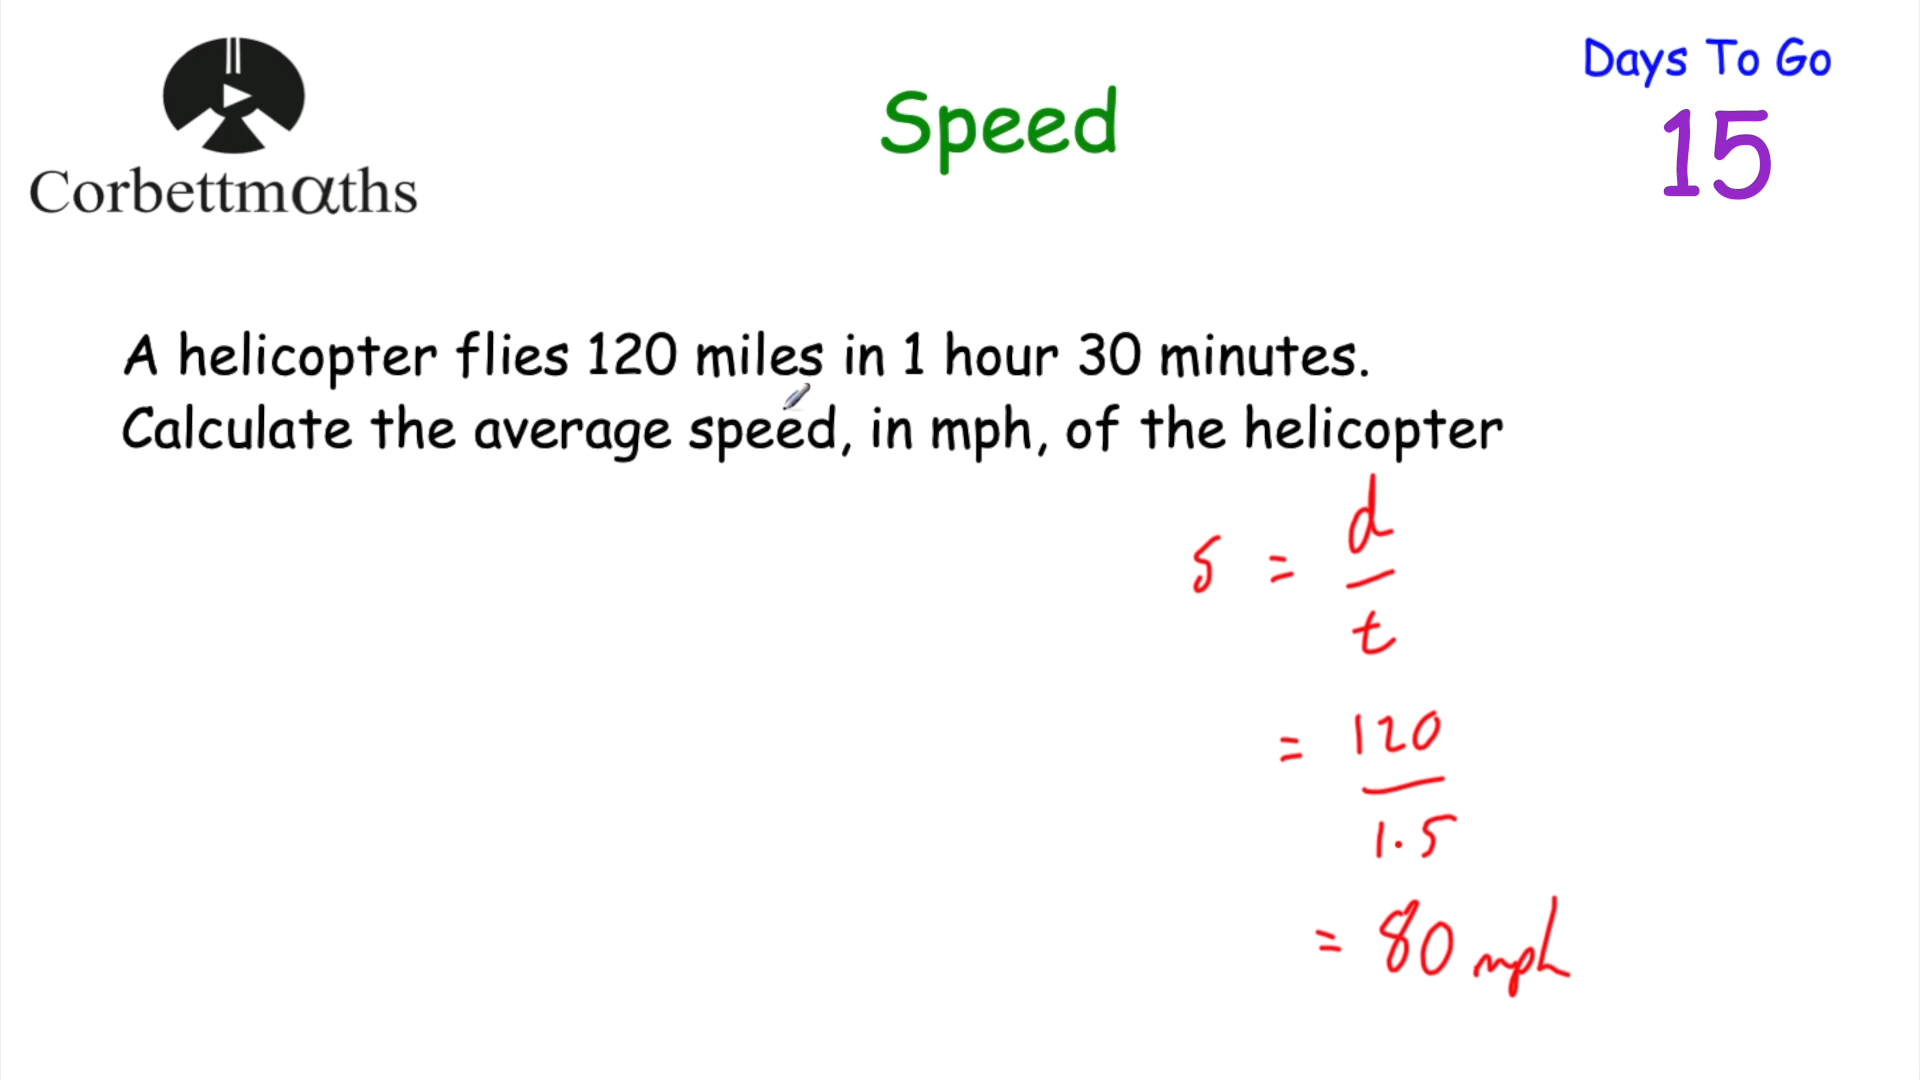 Corbettmαths
Speed
Days To Go
15
A helicopter flies 120 miles in 1 hour 30 minutes.
Calculate the average speed, in mph, of the helicopter
s = d
t
= 120
1.5
= 80 mph